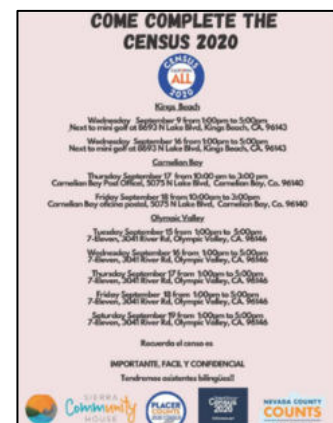 COME COMPLETE THE
CENSUS 2020
CENSUS
CALIFORNIA
ALL
2020
Kings Beach
Wednesday September 9 from 1:00pm to 5:00pm
Next to mini golf at 8693 N Lake Blvd, Kings Beach, CA. 96143
Wednesday September 16 from 1:00pm to 5:00pm
Next to mini golf at 8693 N Lake Blvd, Kings Beach, CA. 96143
Carnelian Bay
Thursday September 17 from 10:00 pm to 3:00 pm
Carnelian Bay Post Office, 5075 N Lake Blvd, Carnelian Bay, Ca. 96140
Friday September 18 from 10:00pm to 3:00pm
Carnelian Bay oficina postal, 5075 N Lake Blvd, Carnelian Bay, Ca. 96140
Olympic Valley
Tuesday September 15 from 1:00pm to 5:00pm
7-Eleven, 3041 River Rd, Olympic Valley, CA. 96146
Wednesday September 16 from 1:00pm to 5:00pm
7-Eleven, 3041 River Rd, Olympic Valley, CA. 96146
Thursday September 17 from 1:00pm to 5:00pm
7-Eleven, 3041 River Rd, Olympic Valley, CA. 96146
Friday September 18 from 1:00pm to 5:00pm
7-Eleven, 3041 River Rd, Olympic Valley, CA. 96146
Saturday September 19 from 1:00pm to 5:00pm
7-Eleven, 3041 River Rd, Olympic Valley, CA. 96146
Recuerda el censo es
IMPORTANTE, FACIL Y CONFIDENCIAL
Tendremos asistentes bilingües!!
SIERRA
Community
HOUSE
PLACER
COUNTS
Census
2020
NEVADA COUNTY
COUNTS